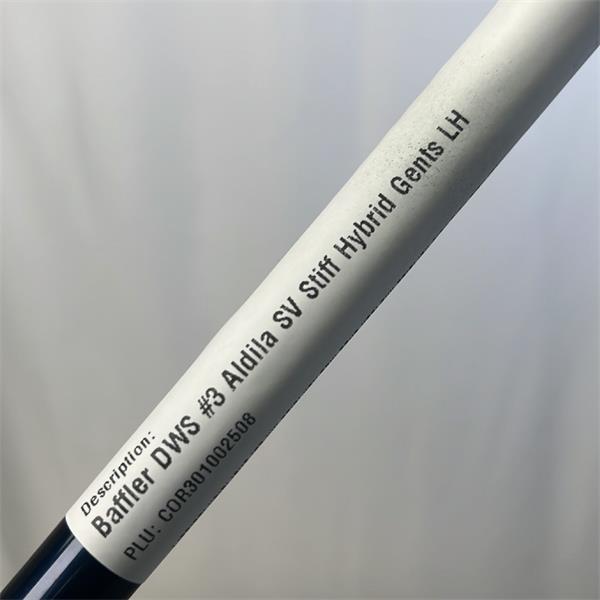 Description:
Baffler DWS #3 Aldila SV Stiff Hybrid Gents LH
PLU: COR301002508